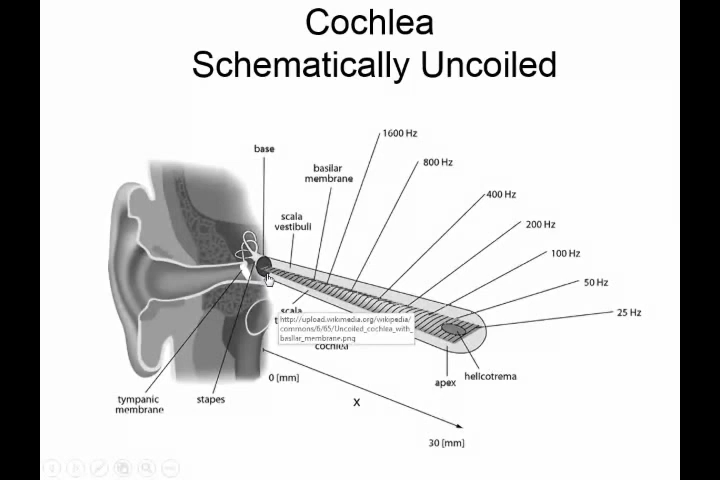 Cochlea
Schematically Uncoiled
1600 Hz
base
800 Hz
basilar
membrane
400 Hz
scala
vestibuli
200 Hz
100 Hz
50 Hz
25 Hz
scala
http://upload.wikimedia.org/wikipedia/
commons/6/65/Uncoiled_cochlea_with_
basilar_membrane.png
cochlea
0 [mm]
helicotrema
apex
tympanic
membrane
stapes
x
30 [mm]